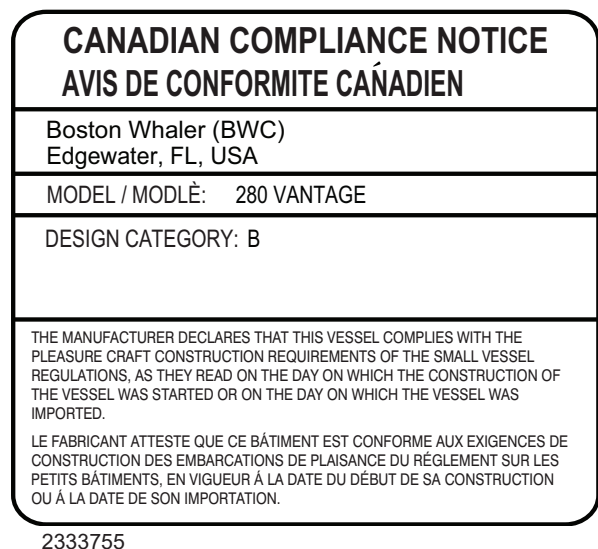 CANADIAN COMPLIANCE NOTICE
AVIS DE CONFORMITE CAŃADIEN
Boston Whaler (BWC)
Edgewater, FL, USA
MODEL / MODLÈ: 280 VANTAGE
DESIGN CATEGORY: B
THE MANUFACTURER DECLARES THAT THIS VESSEL COMPLIES WITH THE
PLEASURE CRAFT CONSTRUCTION REQUIREMENTS OF THE SMALL VESSEL
REGULATIONS, AS THEY READ ON THE DAY ON WHICH THE CONSTRUCTION OF
THE VESSEL WAS STARTED OR ON THE DAY ON WHICH THE VESSEL WAS
IMPORTED.
LE FABRICANT ATTESTE QUE CE BÁTIMENT EST CONFORME AUX EXIGENCES DE
CONSTRUCTION DES EMBARCATIONS DE PLAISANCE DU RÉGLEMENT SUR LES
PETITS BÁTIMENTS, EN VIGUEUR Á LA DATE DU DÉBUT DE SA CONSTRUCTION
OU Á LA DATE DE SON IMPORTATION.
2333755